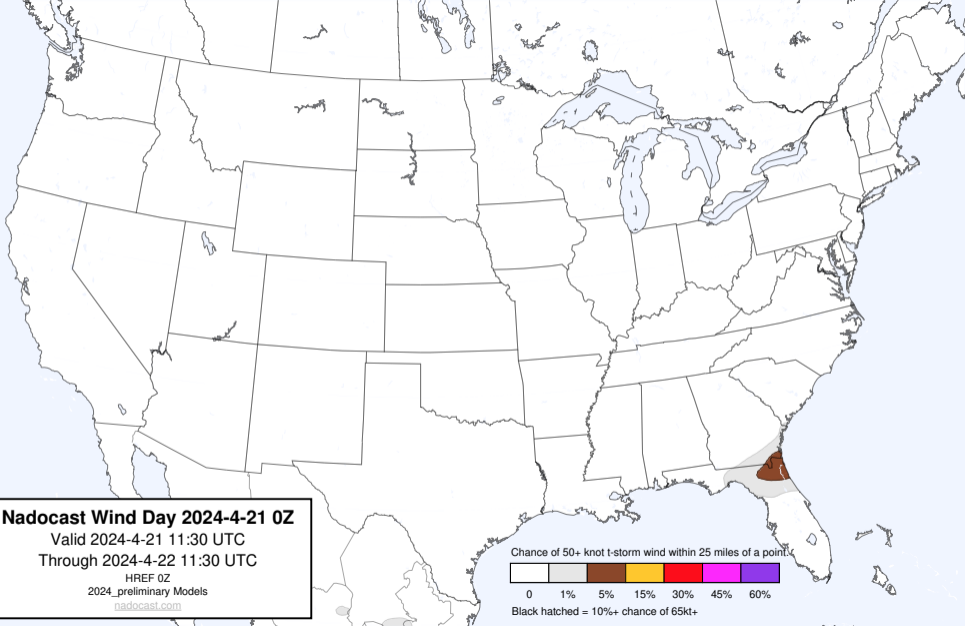 Nadocast Wind Day 2024-4-21 0Z
Valid 2024-4-21 11:30 UTC
Through 2024-4-22 11:30 UTC
HREF 0Z
2024_preliminary Models
nadocast.com
Chance of 50+ knot t-storm wind within 25 miles of a point.
0 1% 5% 15% 30% 45% 60%
Black hatched = 10%+ chance of 65kt+